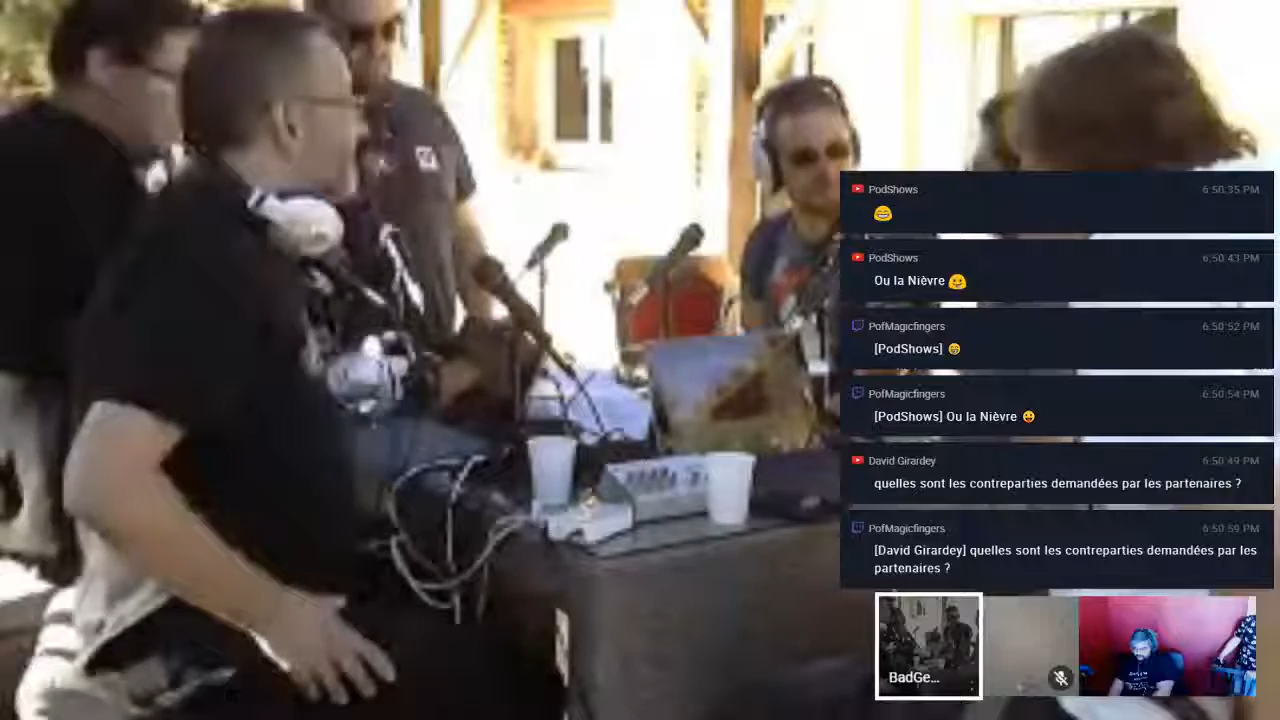 PodShows
6:50:35 PM
😁
PodShows
6:50:43 PM
Ou la Nièvre 😀
PofMagicfingers
6:50:52 PM
[PodShows] 😁
PofMagicfingers
6:50:54 PM
[PodShows] Ou la Nièvre 😀
David Girardey
6:50:49 PM
quelles sont les contreparties demandées par les partenaires ?
PofMagicfingers
6:50:59 PM
[David Girardey] quelles sont les contreparties demandées par les
partenaires ?
BadGe...